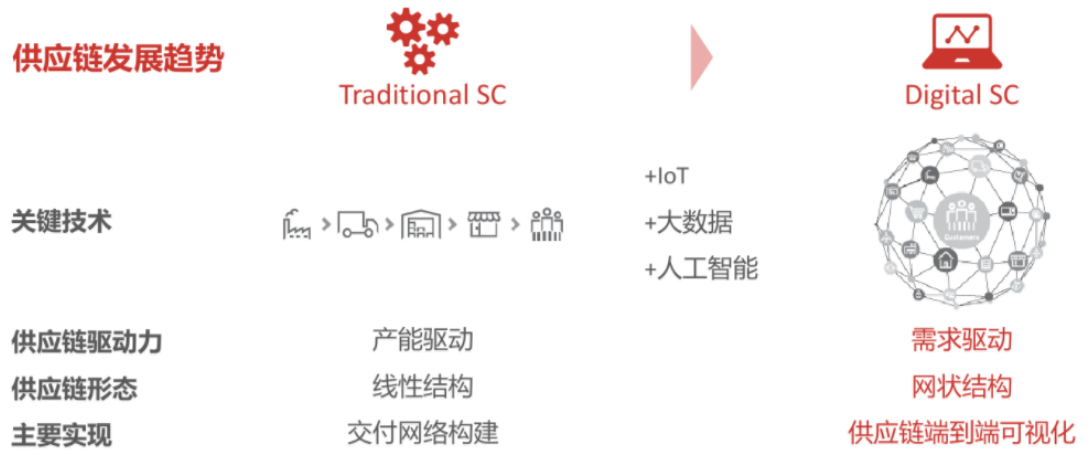 供应链发展趋势
Traditional SC
Digital SC
关键技术
+IoT
+大数据
+人工智能
Customers
供应链驱动力 产能驱动 需求驱动
供应链形态 线性结构 网状结构
主要实现 交付网络构建 供应链端到端可视化